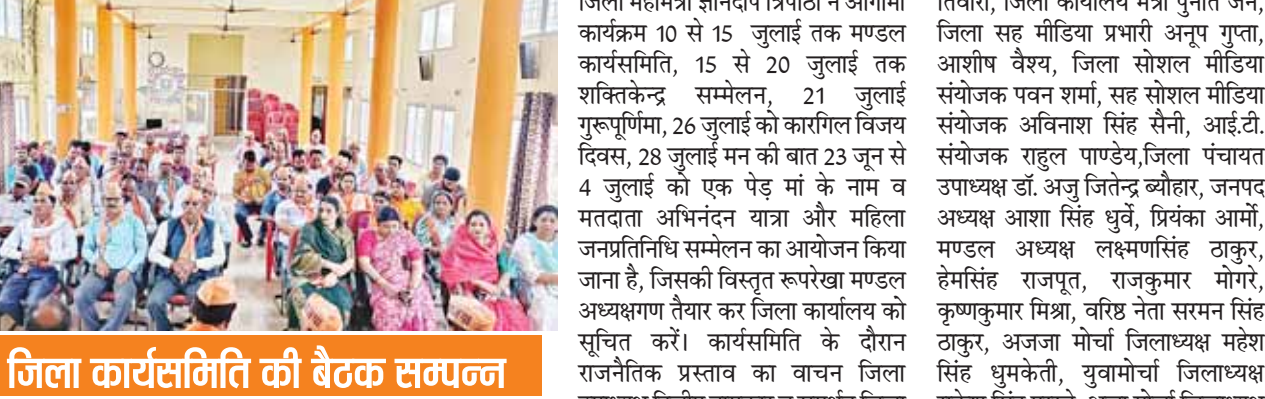 जिला कार्यसमिति की बैठक सम्पन्न
जिला महामंत्री ज्ञानदीप त्रिपाठी ने आगामी
कार्यक्रम 10 से 15 जुलाई तक मण्डल
कार्यसमिति, 15 से 20 जुलाई तक
शक्तिकेन्द्र सम्मेलन, 21 जुलाई
गुरूपूर्णिमा, 26 जुलाई को कारगिल विजय
दिवस, 28 जुलाई मन की बात 23 जून से
4 जुलाई को एक पेड़ मां के नाम व
मतदाता अभिनंदन यात्रा और महिला
जनप्रतिनिधि सम्मेलन का आयोजन किया
जाना है, जिसकी विस्तृत रूपरेखा मण्डल
अध्यक्षगण तैयार कर जिला कार्यालय को
सूचित करें। कार्यसमिति के दौरान
राजनैतिक प्रस्ताव का वाचन जिला
तिवारी, जिला कार्यालय मंत्री पुनीत जैन,
जिला सह मीडिया प्रभारी अनूप गुप्ता,
आशीष वैश्य, जिला सोशल मीडिया
संयोजक पवन शर्मा, सह सोशल मीडिया
संयोजक अविनाश सिंह सैनी, आई.टी.
संयोजक राहुल पाण्डेय,जिला पंचायत
उपाध्यक्ष डॉ. अजु जितेन्द्र ब्यौहार, जनपद
अध्यक्ष आशा सिंह धुर्वे, प्रियंका आर्मो,
मण्डल अध्यक्ष लक्ष्मणसिंह ठाकुर,
हेमसिंह राजपूत, राजकुमार मोगरे,
कृष्णकुमार मिश्रा, वरिष्ठ नेता सरमन सिंह
ठाकुर, अजजा मोर्चा जिलाध्यक्ष महेश
सिंह धुमकेती, युवामोर्चा जिलाध्यक्ष